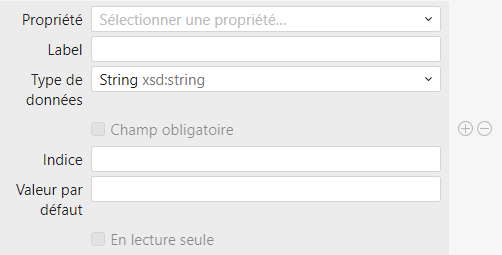 Propriété Sélectionner une propriété...
Label
Type de
données
String xsd:string
Champ obligatoire
Indice
Valeur par
défaut
En lecture seule